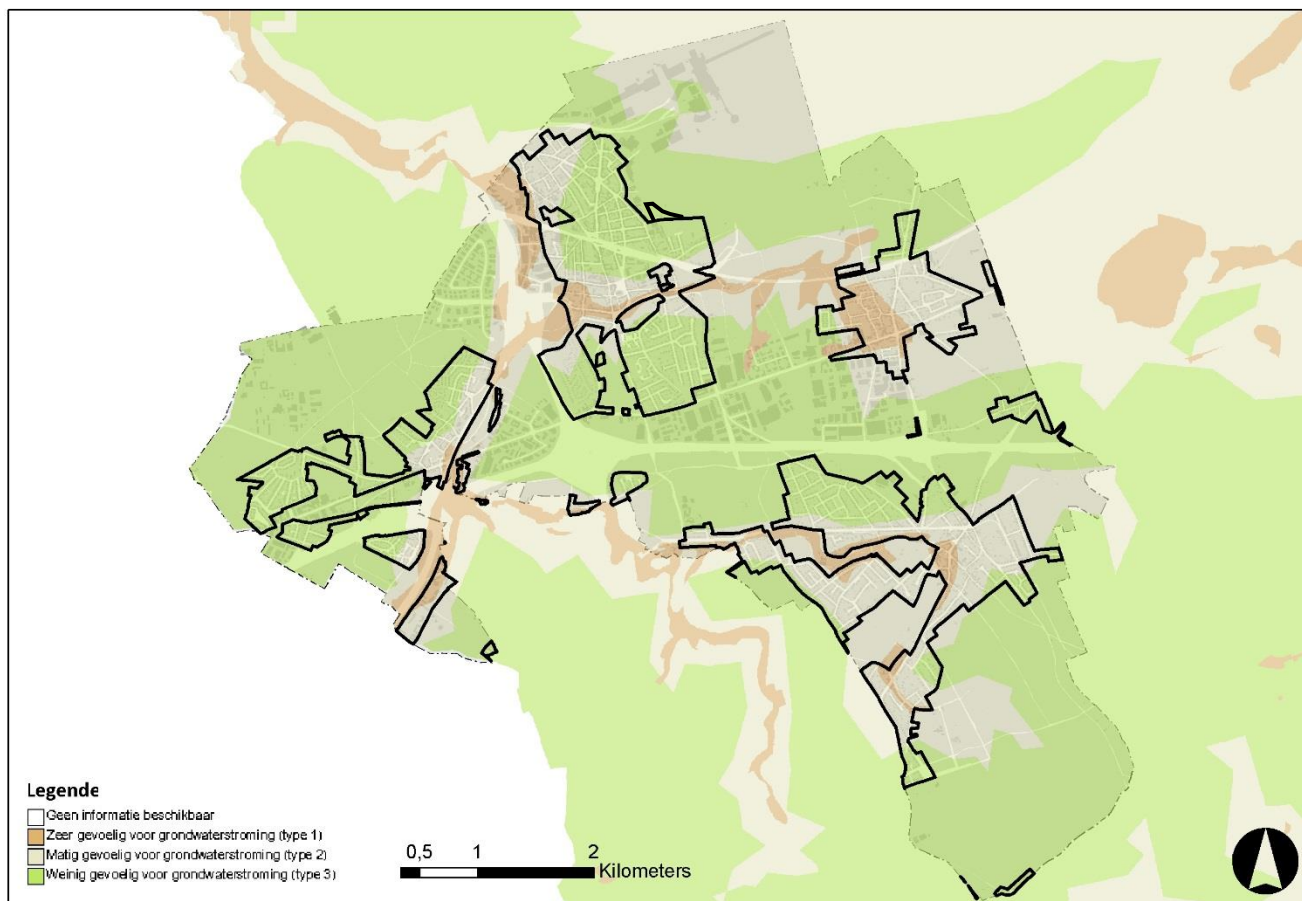 Legende
Geen informatie beschikbaar
Zeer gevoelig voor grondwaterstroming (type 1)
Matig gevoelig voor grondwaterstroming (type 2)
Weinig gevoelig voor grondwaterstroming (type 3)
0,5 1 2
Kilometers